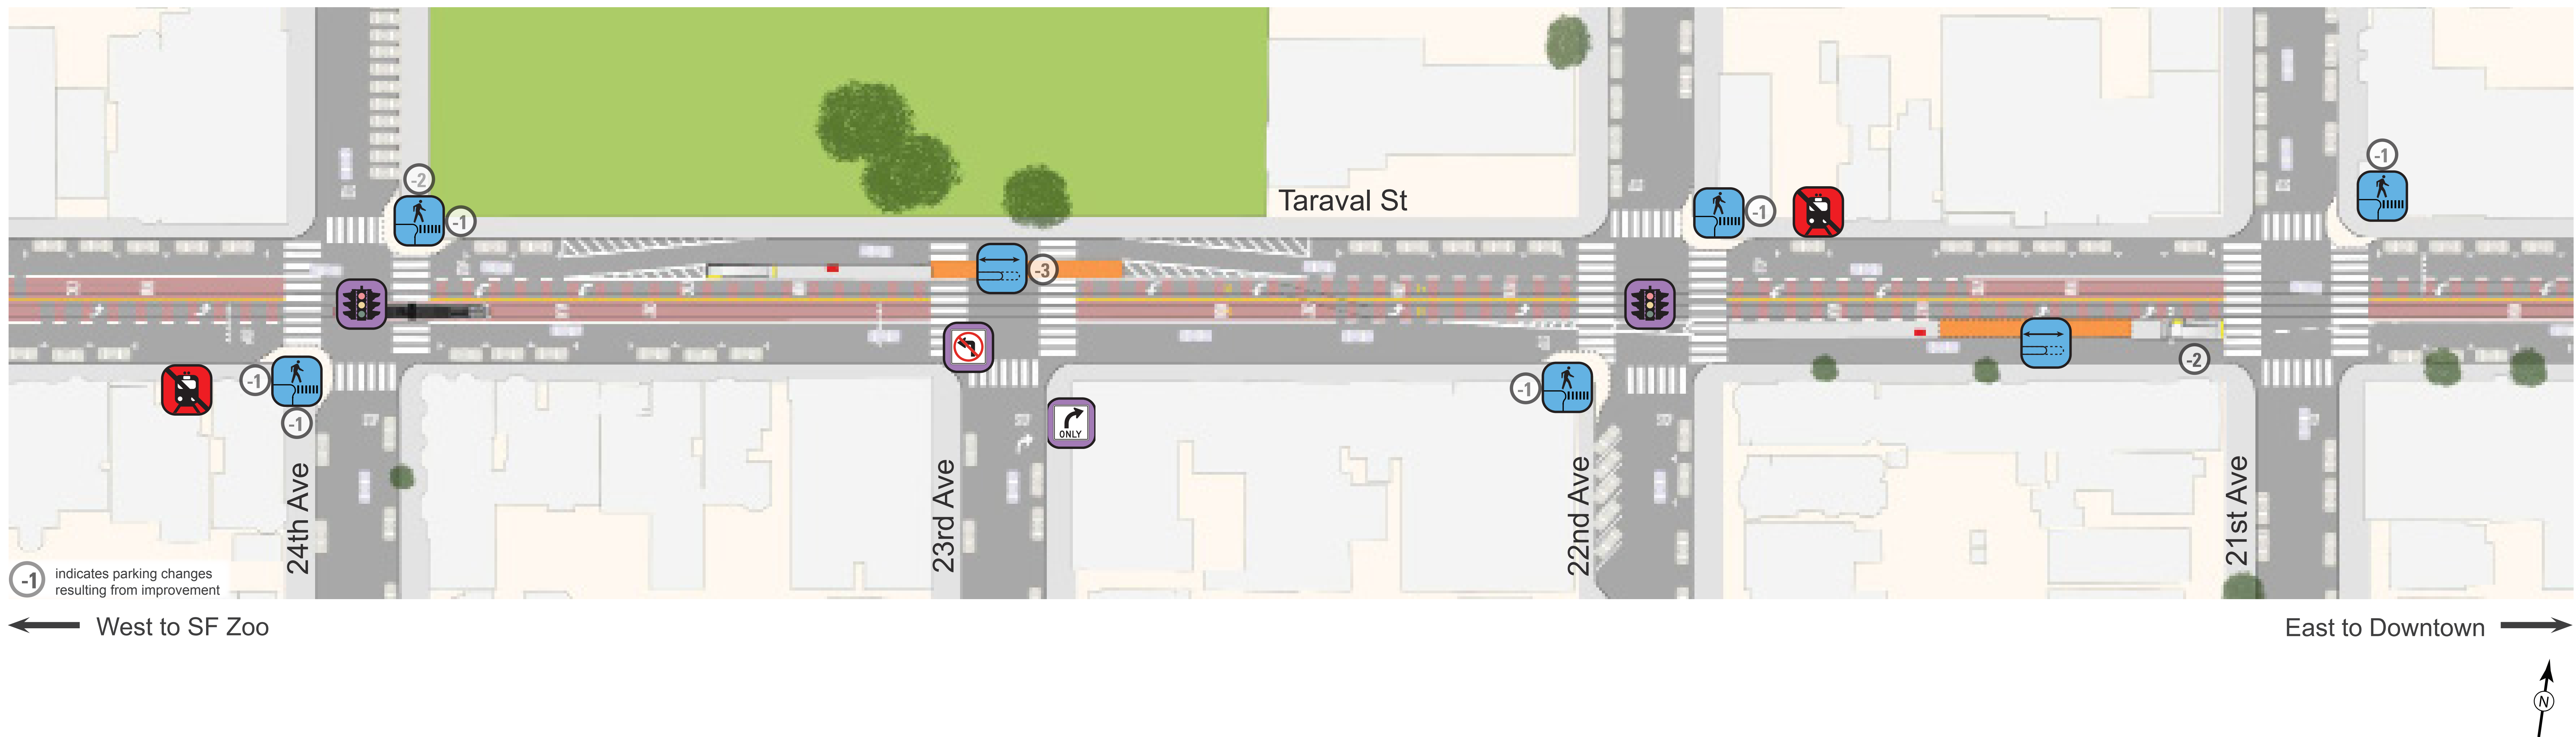 -1
-2
-1
Taraval St
-1
-3
-1
-1
-1
-2
ONLY
24th Ave
23rd Ave
22nd Ave
21st Ave
-1 indicates parking changes
resulting from improvement
West to SF Zoo
East to Downtown
N